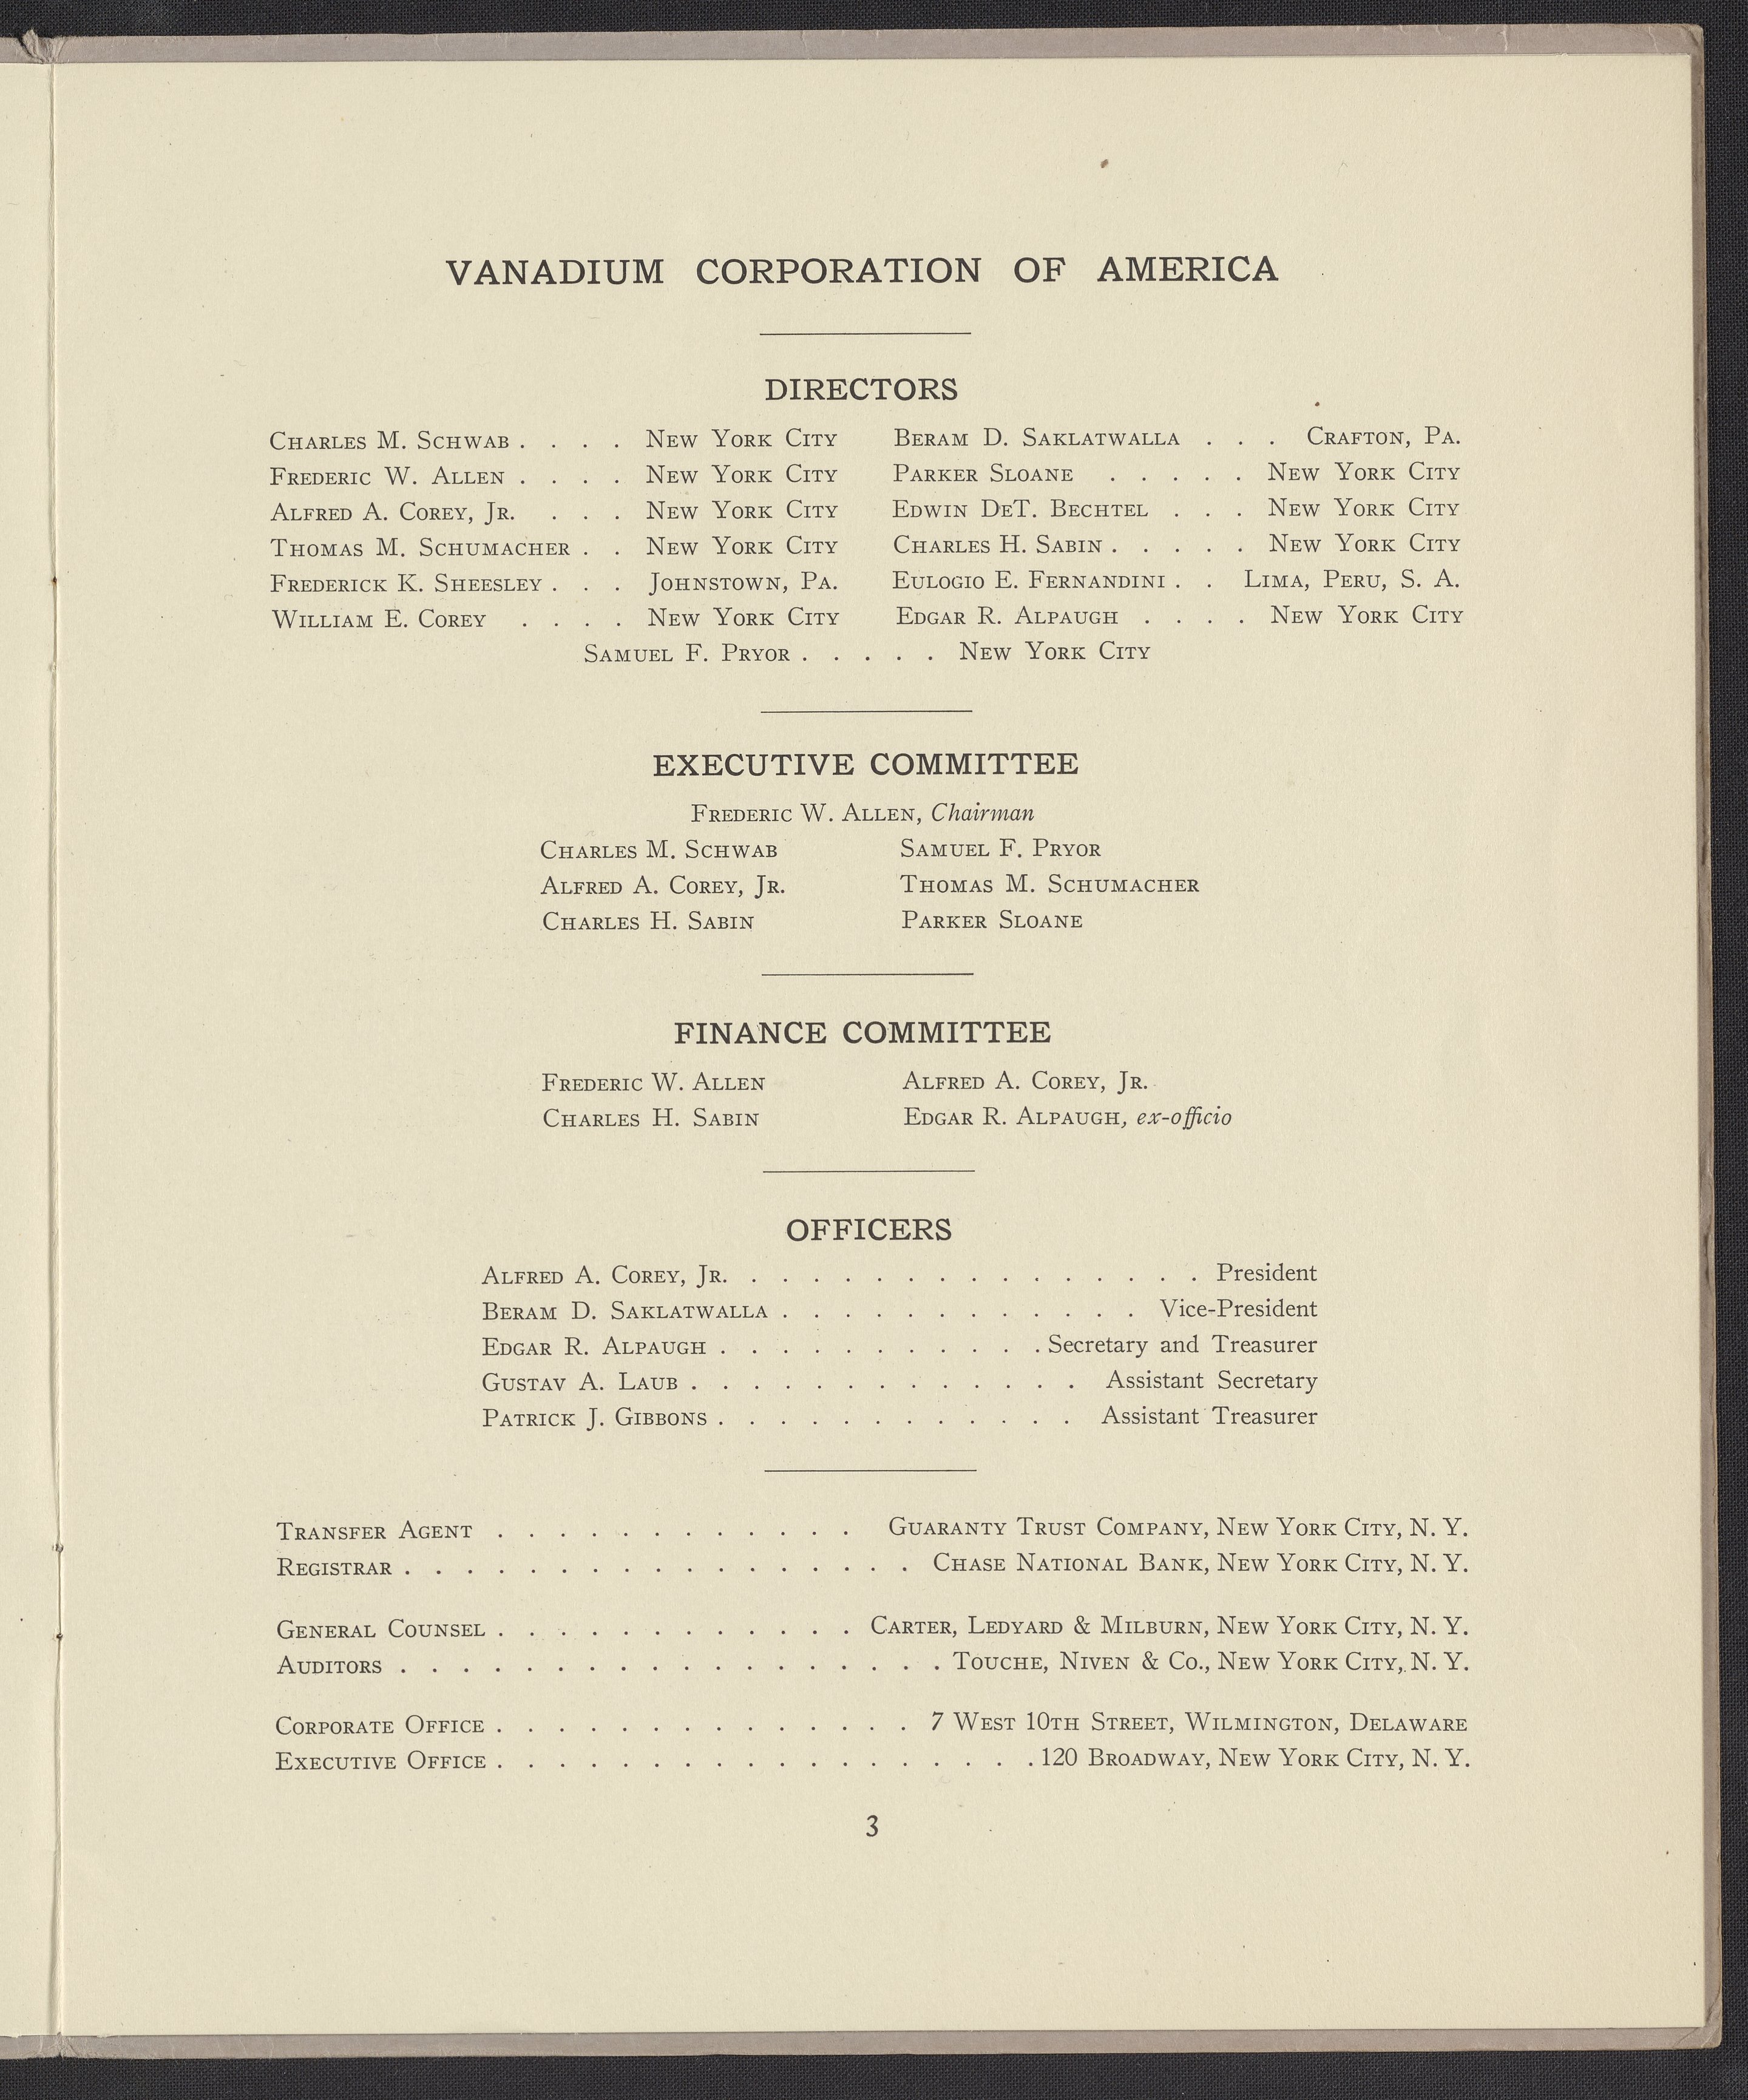 VANADIUM CORPORATION OF AMERICA
DIRECTORS
CHARLES M. SCHWAB . . . . NEW YORK CITY BERAM D. SAKLATWALLA . . . CRAFTON, PA.
FREDERIC W. ALLEN . . . . NEW YORK CITY PARKER SLOANE . . . . . NEW YORK CITY
ALFRED A. COREY, JR. . . . NEW YORK CITY EDWIN DET. BECHTEL . . . NEW YORK CITY
THOMAS M. SCHUMACHER . . NEW YORK CITY CHARLES H. SABIN . . . . . NEW YORK CITY
FREDERICK K. SHEESLEY . . . JOHNSTOWN, PA. EULOGIO E. FERNANDINI . . LIMA, PERU, S. A.
WILLIAM E. COREY . . . . NEW YORK CITY EDGAR R. ALPAUGH . . . . NEW YORK CITY
SAMUEL F. PRYOR . . . . . NEW YORK CITY
EXECUTIVE COMMITTEE
FREDERIC W. ALLEN, Chairman
CHARLES M. SCHWAB SAMUEL F. PRYOR
ALFRED A. COREY, JR. THOMAS M. SCHUMACHER
CHARLES H. SABIN PARKER SLOANE
FINANCE COMMITTEE
FREDERIC W. ALLEN ALFRED A. COREY, JR.
CHARLES H. SABIN EDGAR R. ALPAUGH, ex-officio
OFFICERS
ALFRED A. COREY, JR. . . . . . . . . . . . . . . . President
BERAM D. SAKLATWALLA . . . . . . . . . . . . Vice-President
EDGAR R. ALPAUGH . . . . . . . . . . . Secretary and Treasurer
GUSTAV A. LAUB . . . . . . . . . . . . . Assistant Secretary
PATRICK J. GIBBONS . . . . . . . . . . . . Assistant Treasurer
TRANSFER AGENT . . . . . . . . . . . . GUARANTY TRUST COMPANY, NEW YORK CITY, N. Y.
REGISTRAR . . . . . . . . . . . . . . . . . CHASE NATIONAL BANK, NEW YORK CITY, N. Y.
GENERAL COUNSEL . . . . . . . . . . . . CARTER, LEDYARD & MILBURN, NEW YORK CITY, N. Y.
AUDITORS . . . . . . . . . . . . . . . . . . TOUCHE, NIVEN & CO., NEW YORK CITY, N. Y.
CORPORATE OFFICE . . . . . . . . . . . . . . 7 WEST 10TH STREET, WILMINGTON, DELAWARE
EXECUTIVE OFFICE . . . . . . . . . . . . . . . . . . 120 BROADWAY, NEW YORK CITY, N. Y.
3